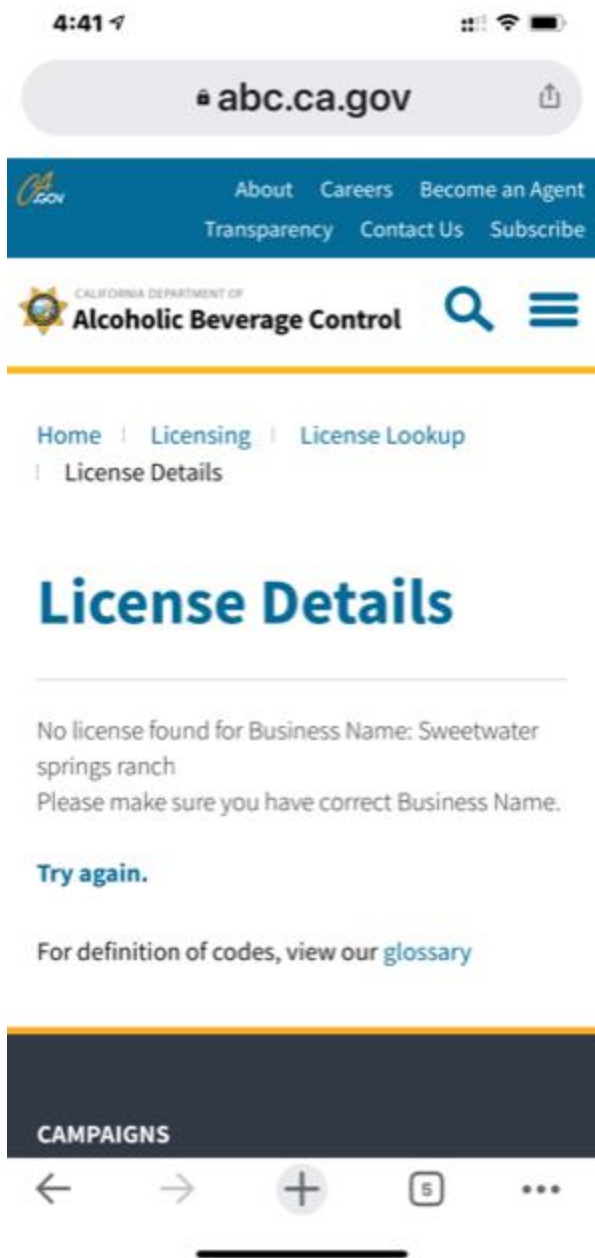 4:41
abc.ca.gov
CA.GOV
About Careers Become an Agent
Transparency Contact Us Subscribe
CALIFORNIA DEPARTMENT OF
Alcoholic Beverage Control
Home Licensing License Lookup
License Details
License Details
No license found for Business Name: Sweetwater
springs ranch
Please make sure you have correct Business Name.
Try again.
For definition of codes, view our glossary
CAMPAIGNS
5